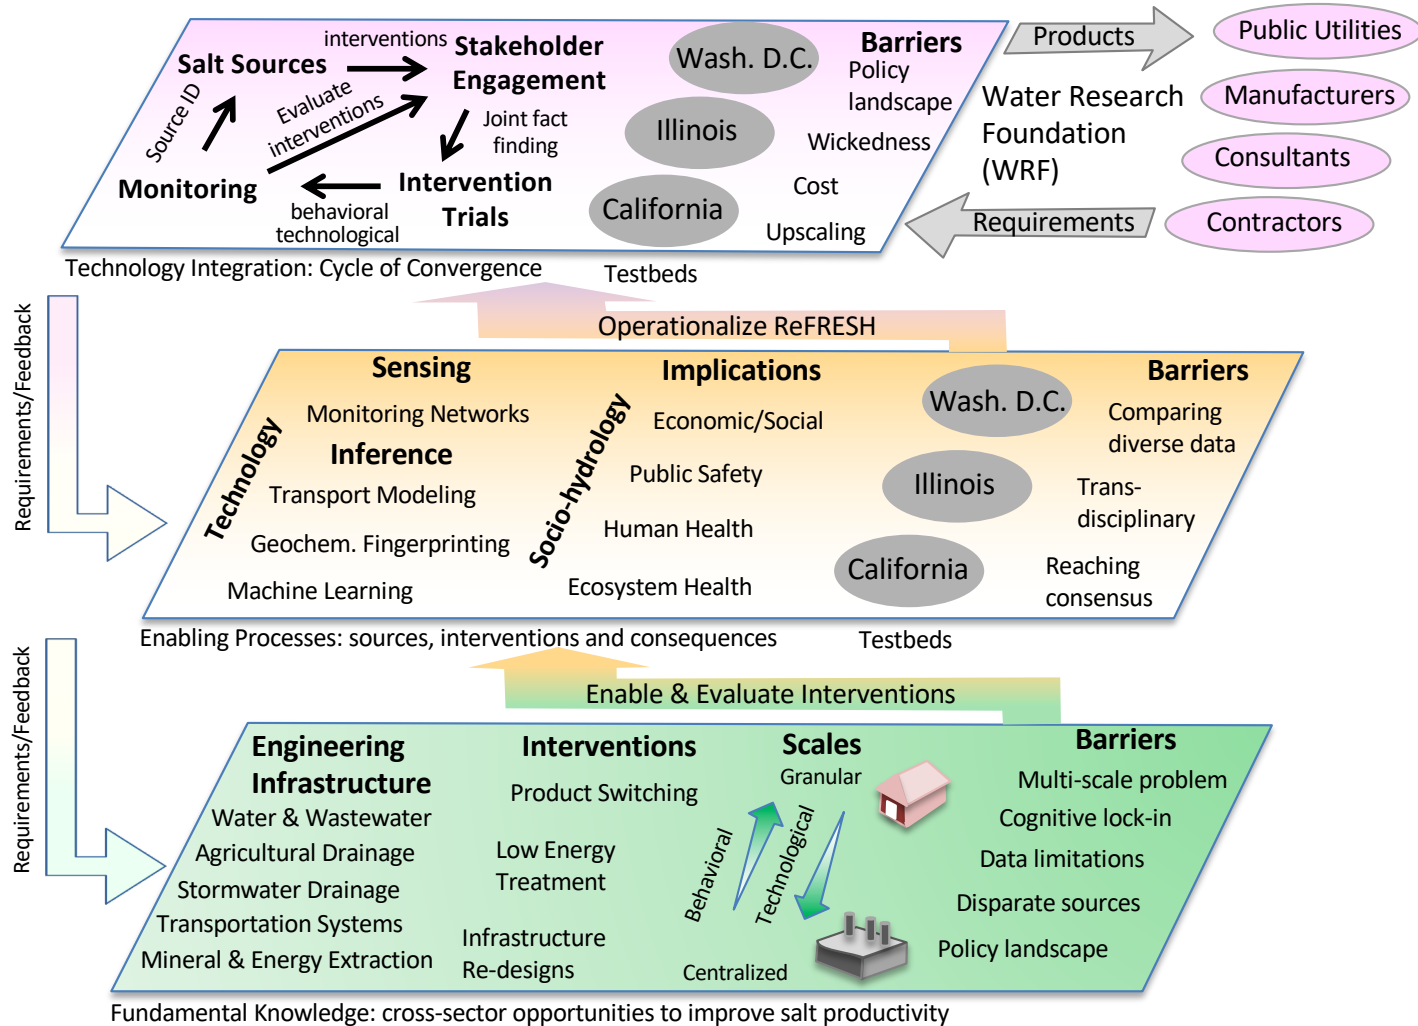 interventions
Salt Sources
Stakeholder
Engagement
Source ID
Evaluate
interventions
Joint fact
finding
Monitoring
Intervention
Trials
behavioral
technological
Wash. D.C.
Illinois
California
Barriers
Policy
landscape
Wickedness
Cost
Upscaling
Products
Water Research
Foundation
(WRF)
Requirements
Public Utilities
Manufacturers
Consultants
Contractors
Technology Integration: Cycle of Convergence
Testbeds
Requirements/Feedback
Operationalize ReFRESH
Technology
Sensing
Monitoring Networks
Inference
Transport Modeling
Geochem. Fingerprinting
Machine Learning
Socio-hydrology
Implications
Economic/Social
Public Safety
Human Health
Ecosystem Health
Wash. D.C.
Illinois
California
Barriers
Comparing
diverse data
Trans-
disciplinary
Reaching
consensus
Enabling Processes: sources, interventions and consequences
Testbeds
Requirements/Feedback
Enable & Evaluate Interventions
Engineering
Infrastructure
Water & Wastewater
Agricultural Drainage
Stormwater Drainage
Transportation Systems
Mineral & Energy Extraction
Interventions
Product Switching
Low Energy
Treatment
Infrastructure
Re-designs
Scales
Granular
Behavioral
Technological
Centralized
Barriers
Multi-scale problem
Cognitive lock-in
Data limitations
Disparate sources
Policy landscape
Fundamental Knowledge: cross-sector opportunities to improve salt productivity